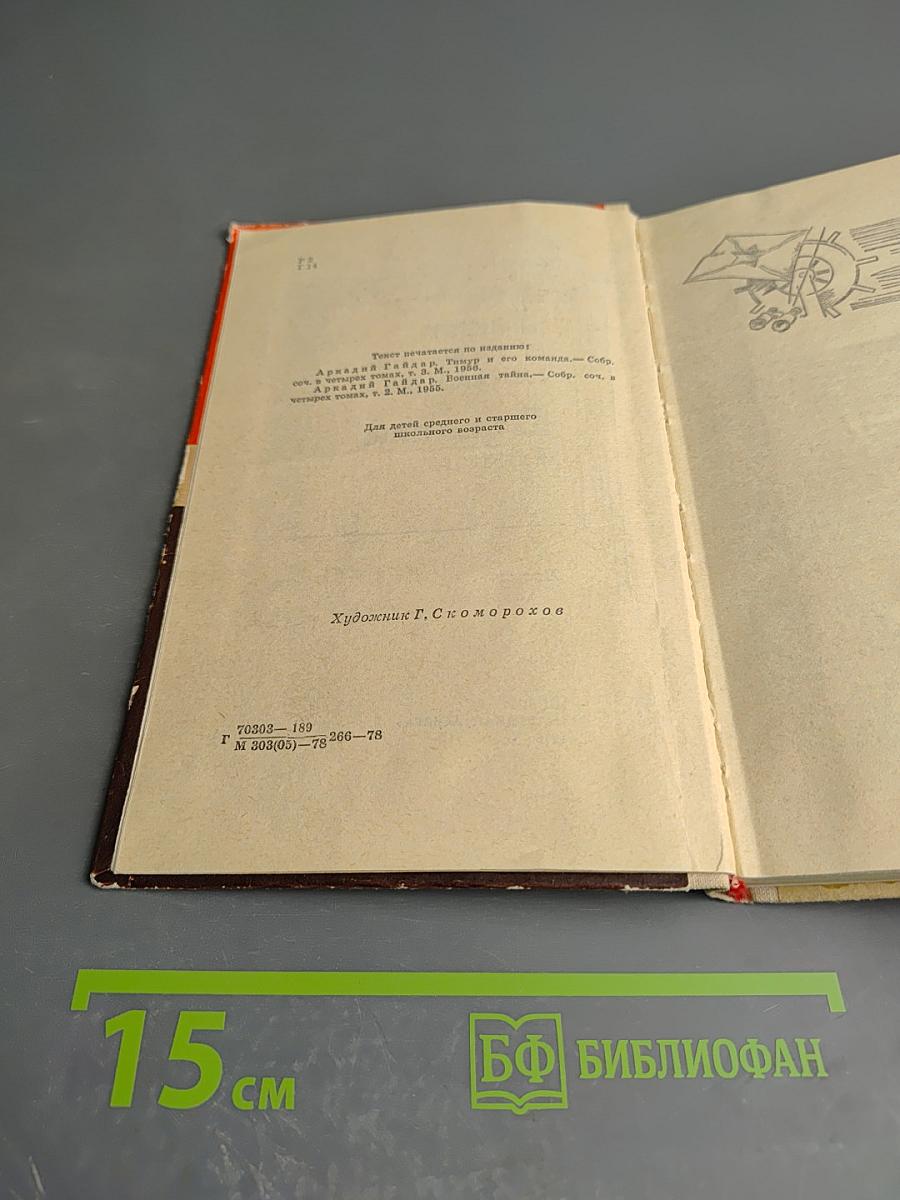 Р 2
Г 14
Текст печатается по изданию:
Аркадий Гайдар. Тимур и его команда.— Собр.
соч. в четырех томах, т. 3. М., 1956.
Аркадий Гайдар. Военная тайна.— Собр. соч. в
четырех томах, т. 2. М., 1955.
Для детей среднего и старшего
школьного возраста
Художник Г. Скоморохов
Г 70303— 189
М 303(05)—78 266—78
15 см
БФ БИБЛИОФАН